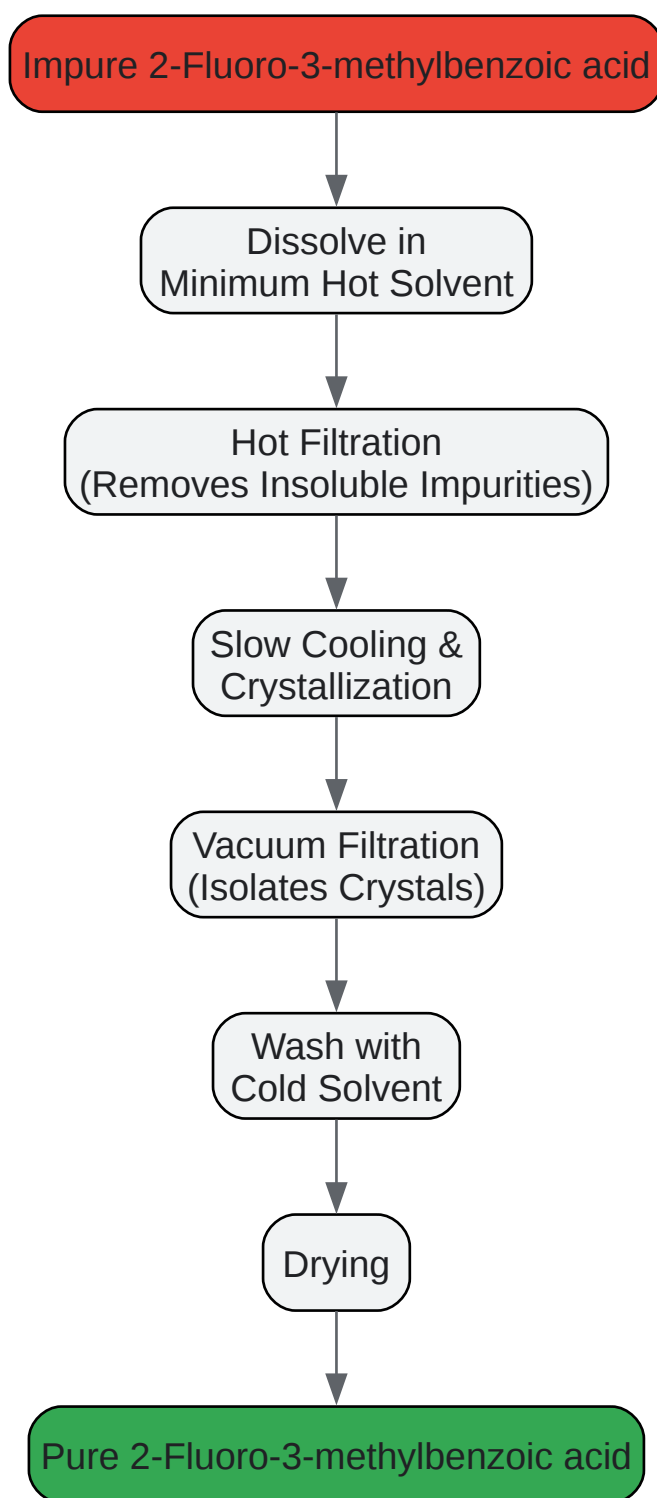 Impure 2-Fluoro-3-methylbenzoic acid
Dissolve in
Minimum Hot Solvent
Hot Filtration
(Removes Insoluble Impurities)
Slow Cooling &
Crystallization
Vacuum Filtration
(Isolates Crystals)
Wash with
Cold Solvent
Drying
Pure 2-Fluoro-3-methylbenzoic acid